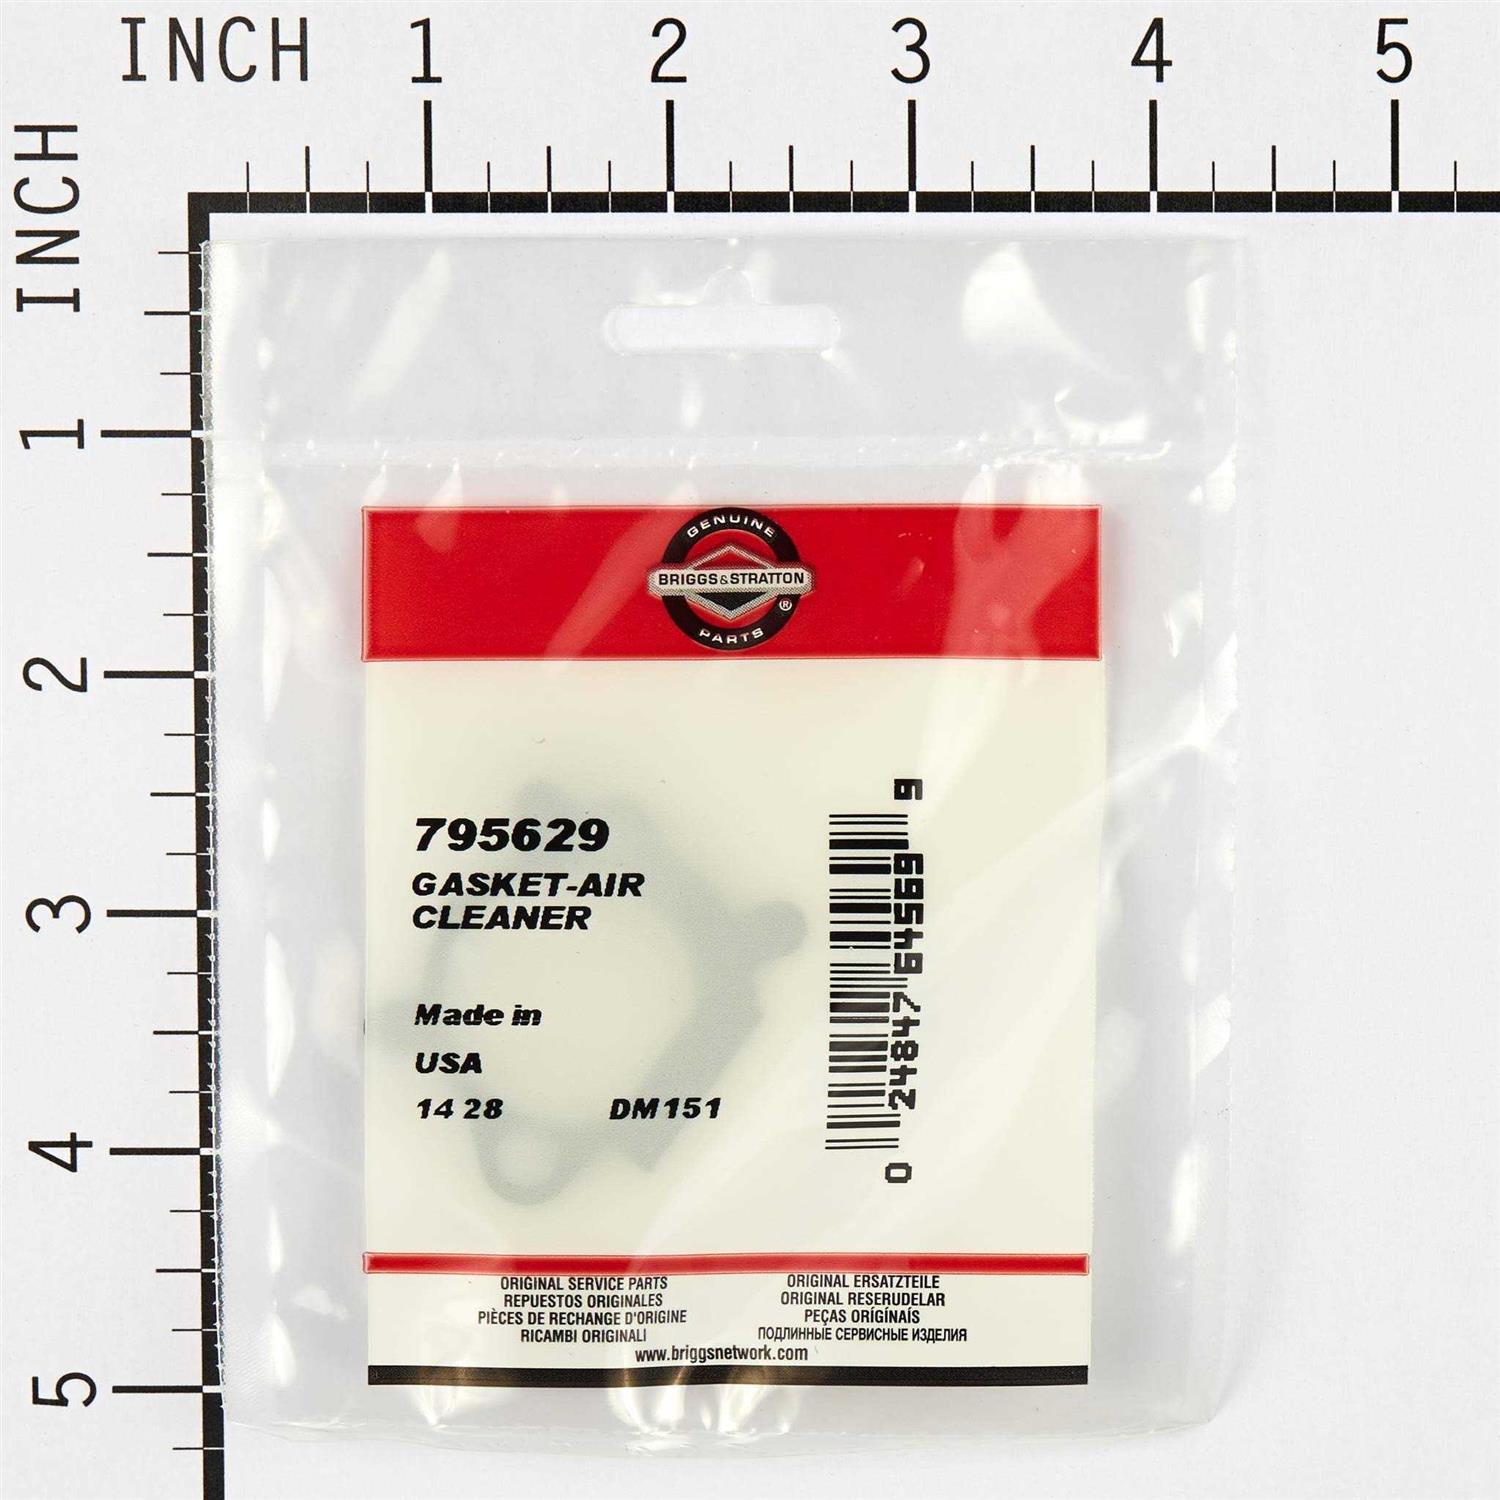 INCH 1 2 3 4 5
INCH 1 2 3 4 5
GENUINE
BRIGGS&STRATTON
®
PARTS
795629
GASKET-AIR
CLEANER
Made in
USA
14 28 DM151
0 24847 64569 9
ORIGINAL SERVICE PARTS
REPUESTOS ORIGINALES
PIÈCES DE RECHANGE D'ORIGINE
RICAMBI ORIGINALI
ORIGINAL ERSATZTEILE
ORIGINAL RESERUDELAR
PEÇAS ORÍGÍNAÍS
ПОДЛИННЫЕ СЕРВИСНЫЕ ИЗДЕЛИЯ
www.briggsnetwork.com